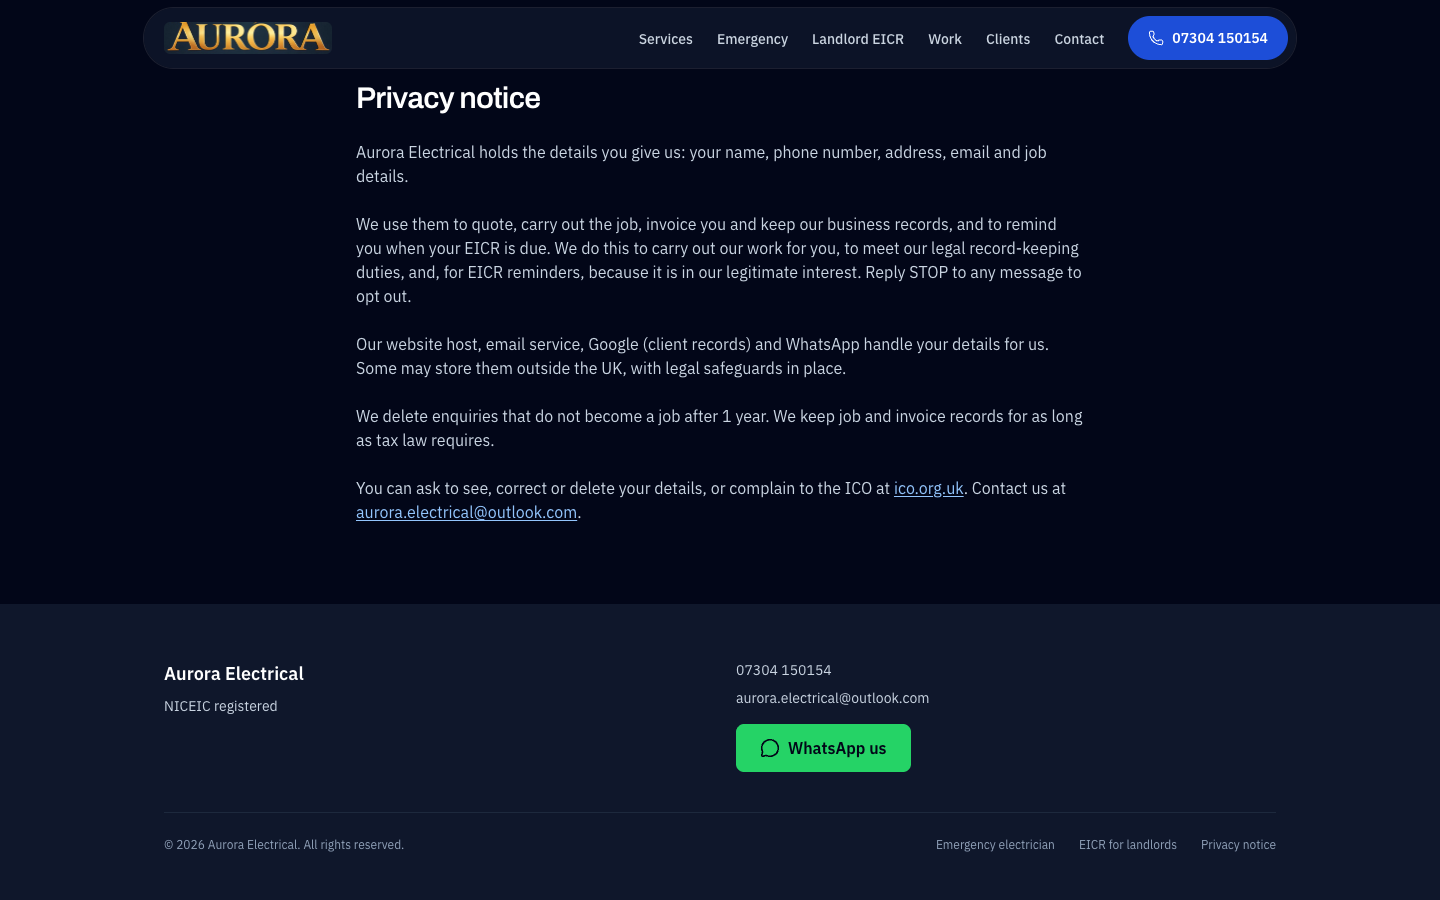 AURORA
Services
Emergency
Landlord EICR
Work
Clients
Contact
07304 150154
Privacy notice
Aurora Electrical holds the details you give us: your name, phone number, address, email and job
details.
We use them to quote, carry out the job, invoice you and keep our business records, and to remind
you when your EICR is due. We do this to carry out our work for you, to meet our legal record-keeping
duties, and, for EICR reminders, because it is in our legitimate interest. Reply STOP to any message to
opt out.
Our website host, email service, Google (client records) and WhatsApp handle your details for us.
Some may store them outside the UK, with legal safeguards in place.
We delete enquiries that do not become a job after 1 year. We keep job and invoice records for as long
as tax law requires.
You can ask to see, correct or delete your details, or complain to the ICO at ico.org.uk. Contact us at
aurora.electrical@outlook.com.
Aurora Electrical
NICEIC registered
07304 150154
aurora.electrical@outlook.com
WhatsApp us
© 2026 Aurora Electrical. All rights reserved.
Emergency electrician
EICR for landlords
Privacy notice